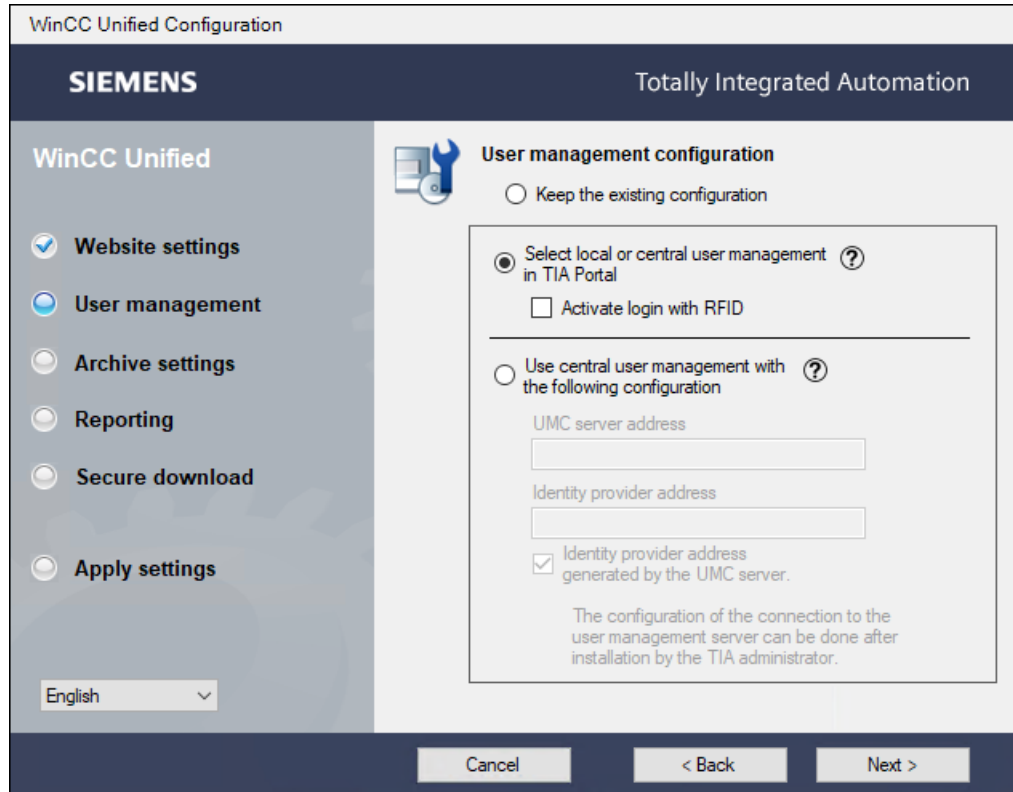 WinCC Unified Configuration
SIEMENS
Totally Integrated Automation
WinCC Unified
Website settings
User management
Archive settings
Reporting
Secure download
Apply settings
English
User management configuration
Keep the existing configuration
Select local or central user management
in TIA Portal
?
Activate login with RFID
Use central user management with
the following configuration
?
UMC server address
Identity provider address
Identity provider address
generated by the UMC server.
The configuration of the connection to the
user management server can be done after
installation by the TIA administrator.
Cancel
< Back
Next >